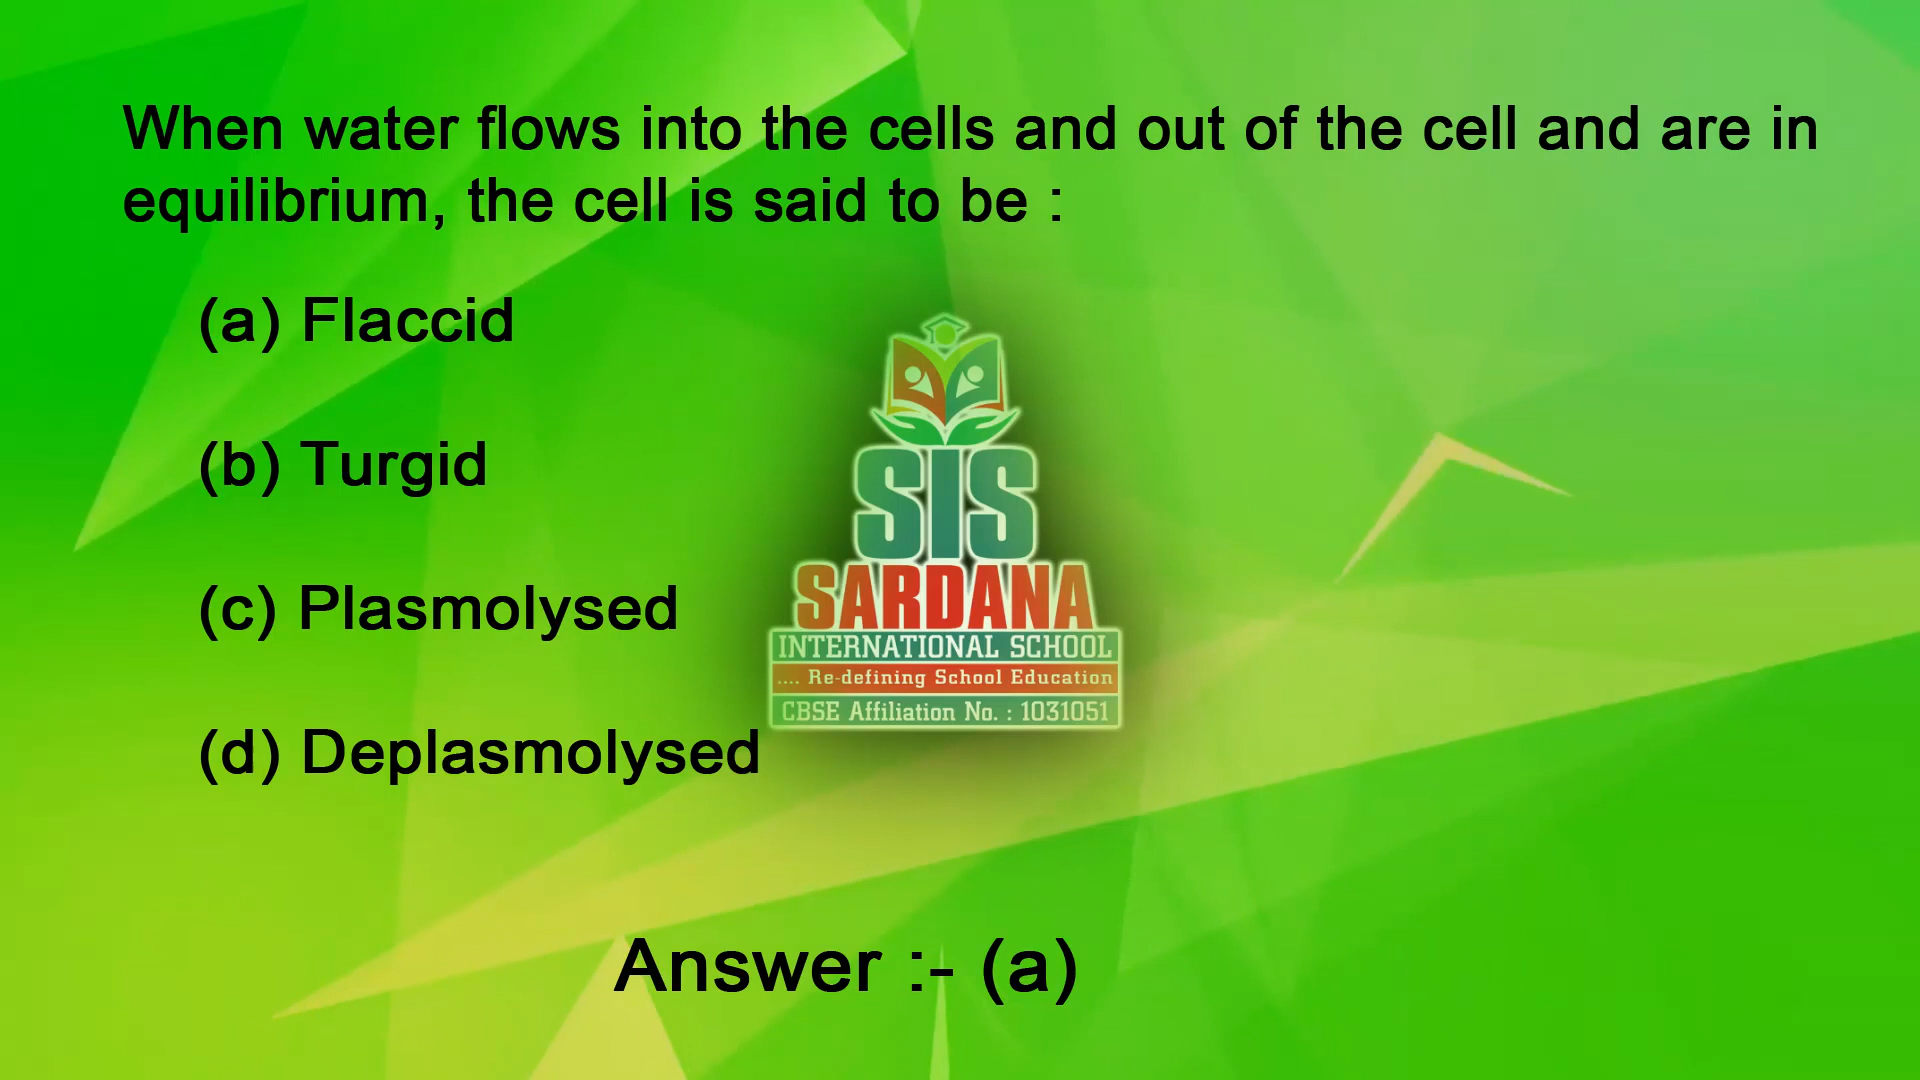 When water flows into the cells and out of the cell and are in
equilibrium, the cell is said to be :
(a) Flaccid
(b) Turgid
(c) Plasmolysed
(d) Deplasmolysed
SIS
SARDANA
INTERNATIONAL SCHOOL
.... Re-defining School Education
CBSE Affiliation No. : 1031051
Answer :- (a)